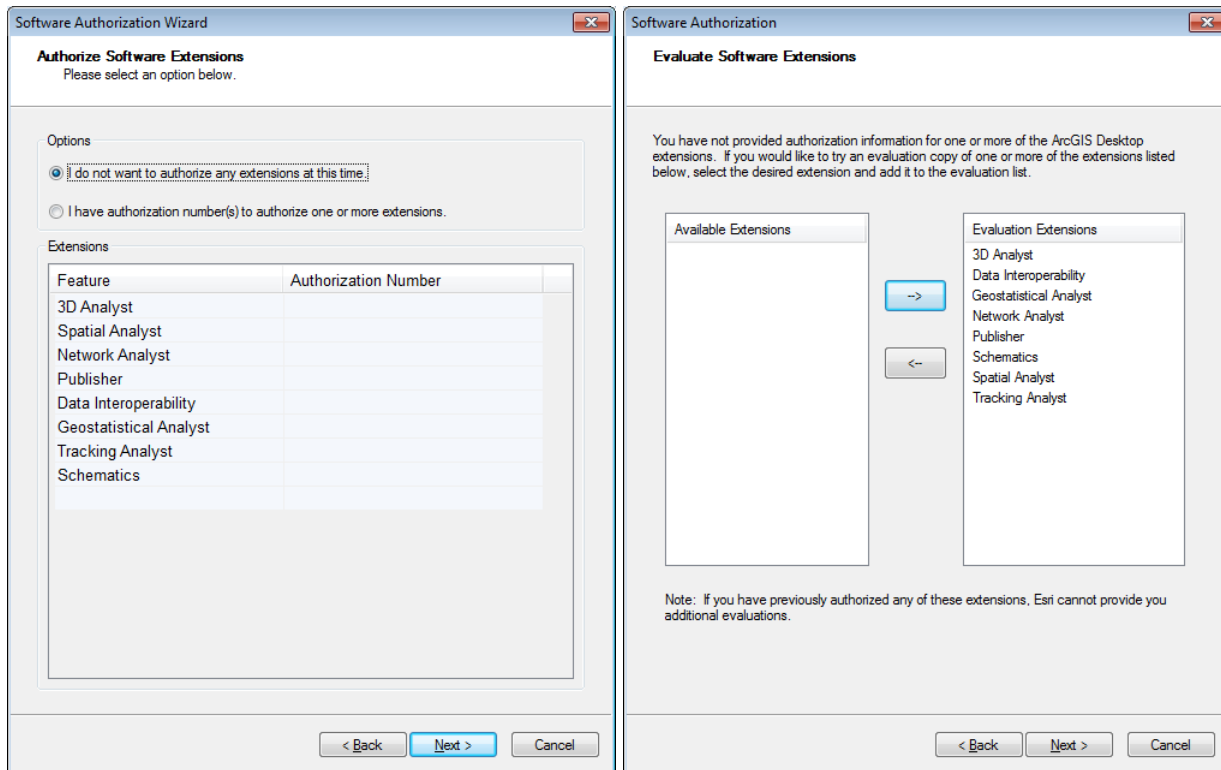 Software Authorization Wizard
Authorize Software Extensions
Please select an option below.
Options
I do not want to authorize any extensions at this time.
I have authorization number(s) to authorize one or more extensions.
Extensions
Feature Authorization Number
3D Analyst
Spatial Analyst
Network Analyst
Publisher
Data Interoperability
Geostatistical Analyst
Tracking Analyst
Schematics
< Back Next > Cancel
Software Authorization
Evaluate Software Extensions
You have not provided authorization information for one or more of the ArcGIS Desktop
extensions. If you would like to try an evaluation copy of one or more of the extensions listed
below, select the desired extension and add it to the evaluation list.
Available Extensions
-->
<--
Evaluation Extensions
3D Analyst
Data Interoperability
Geostatistical Analyst
Network Analyst
Publisher
Schematics
Spatial Analyst
Tracking Analyst
Note: If you have previously authorized any of these extensions, Esri cannot provide you
additional evaluations.
< Back Next > Cancel